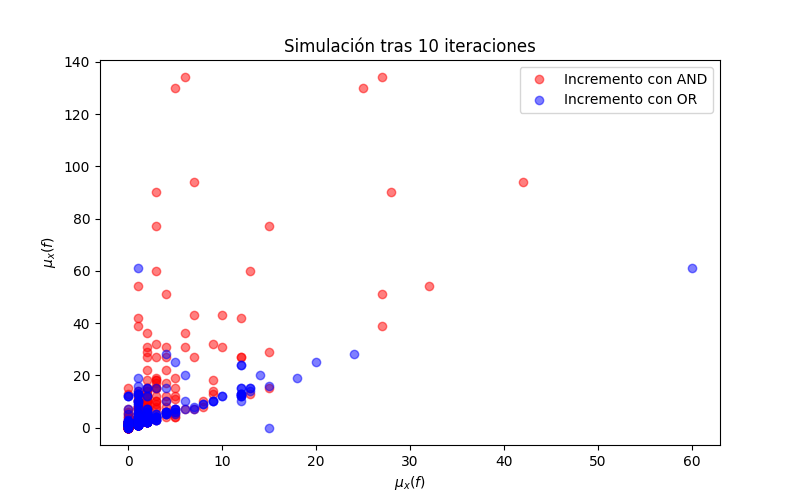 Simulación tras 10 iteraciones
Incremento con AND
Incremento con OR
140
120
100
80
60
40
20
0
μx(f)
0 10 20 30 40 50 60
μx(f)